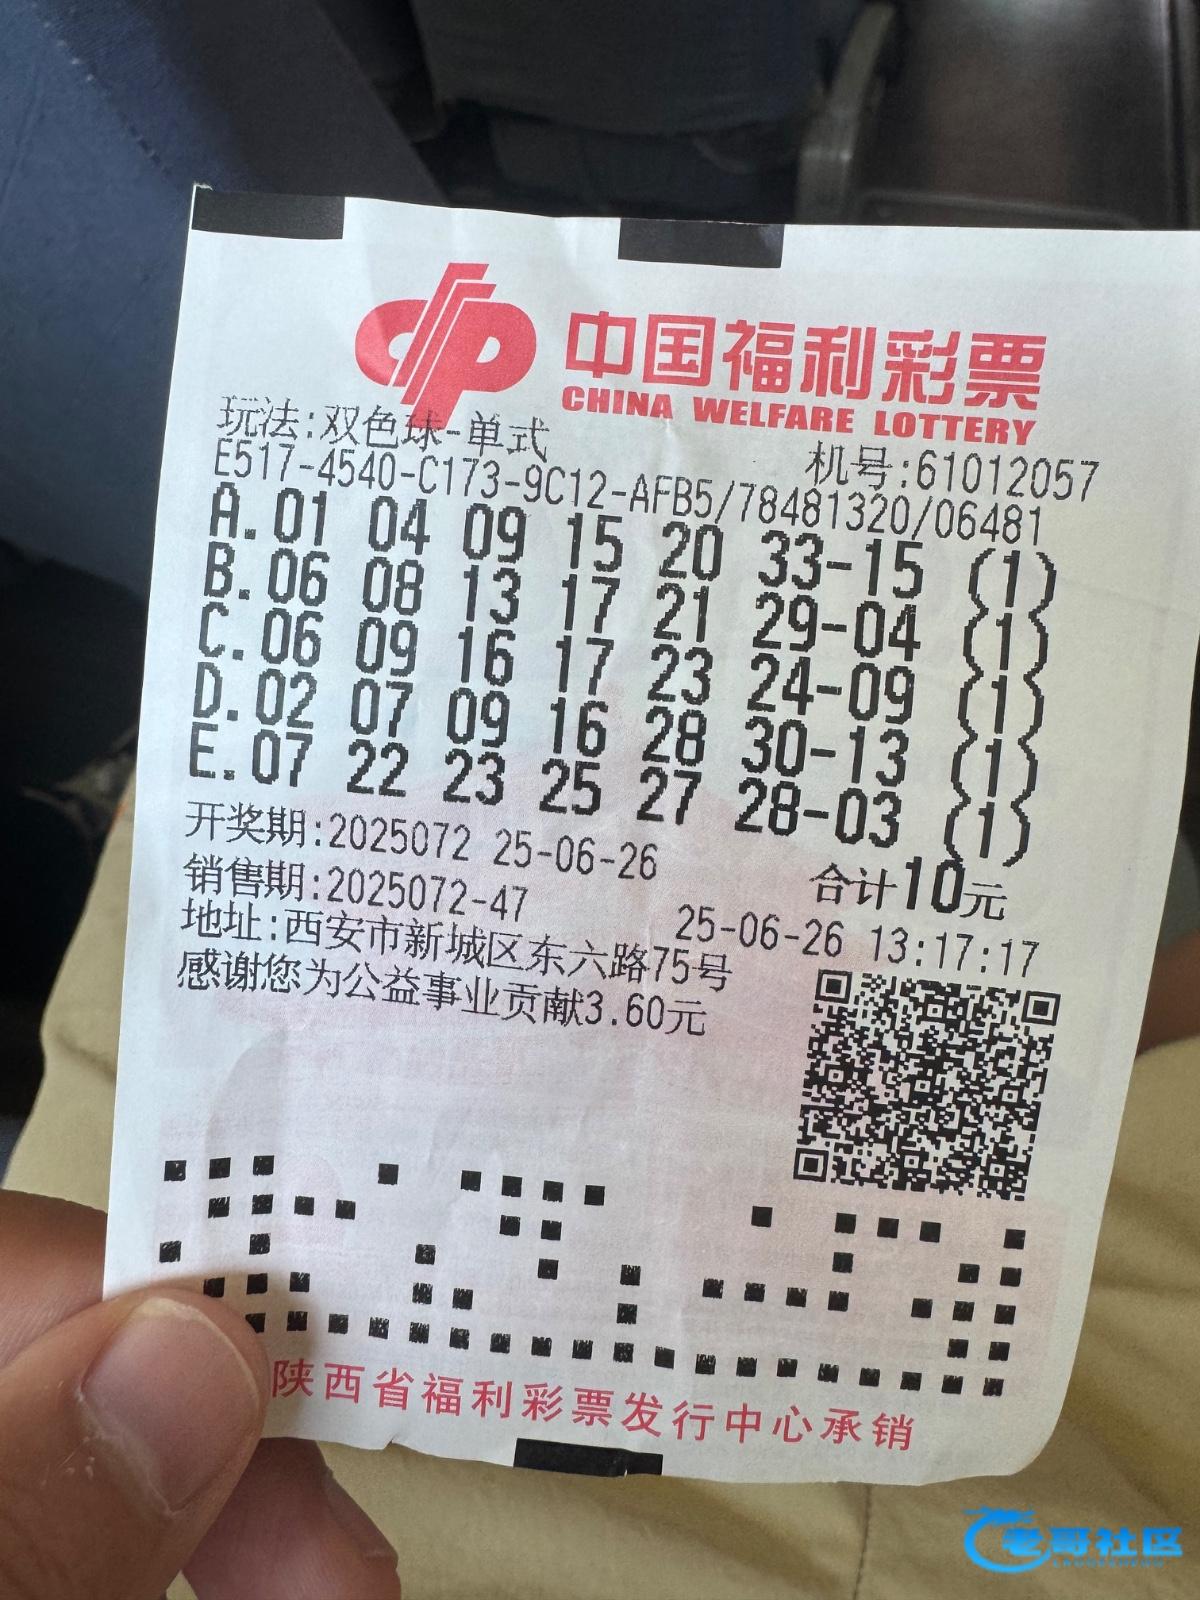 中国福利彩票
CHINA WELFARE LOTTERY
玩法:双色球-单式
机号:61012057
E517-4540-C173-9C12-AFB5/78481320/06481
A.01 04 09 15 20 33-15 (1)
B.06 08 13 17 21 29-04 (1)
C.06 09 16 17 23 24-09 (1)
D.02 07 09 16 28 30-13 (1)
E.07 22 23 25 27 28-03 (1)
开奖期:2025072 25-06-26
合计10元
销售期:2025072-47
25-06-26 13:17:17
地址:西安市新城区东六路75号
感谢您为公益事业贡献3.60元
陕西省福利彩票发行中心承销
老哥社区